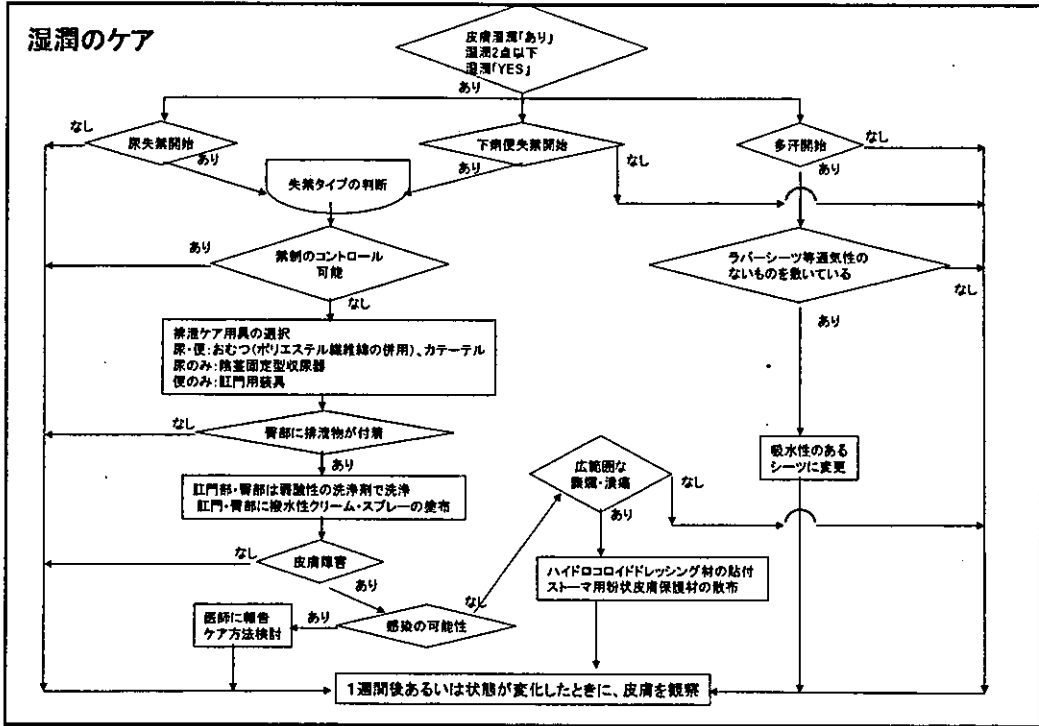 湿潤のケア
皮膚湿潤「あり」
湿潤2点以下
湿潤「YES」
あり
なし
尿失禁開始
あり
下痢便失禁開始
あり
なし
多汗開始
なし
あり
失禁タイプの判断
あり
禁制のコントロール
可能
なし
ラバーシーツ等通気性の
ないものを敷いている
なし
あり
排泄ケア用具の選択
尿・便:おむつ(ポリエステル繊維綿の併用)、カテーテル
尿のみ:陰茎固定型収尿器
便のみ:肛門用装具
なし
臀部に排泄物が付着
あり
吸水性のある
シーツに変更
広範囲な
糜爛・潰瘍
なし
あり
肛門部・臀部は弱酸性の洗浄剤で洗浄
肛門・臀部に撥水性クリーム・スプレーの塗布
なし
皮膚障害
あり
ハイドロコロイドドレッシング材の貼付
ストーマ用粉状皮膚保護材の散布
なし
感染の可能性
あり
医師に報告
ケア方法検討
1週間後あるいは状態が変化したときに、皮膚を観察